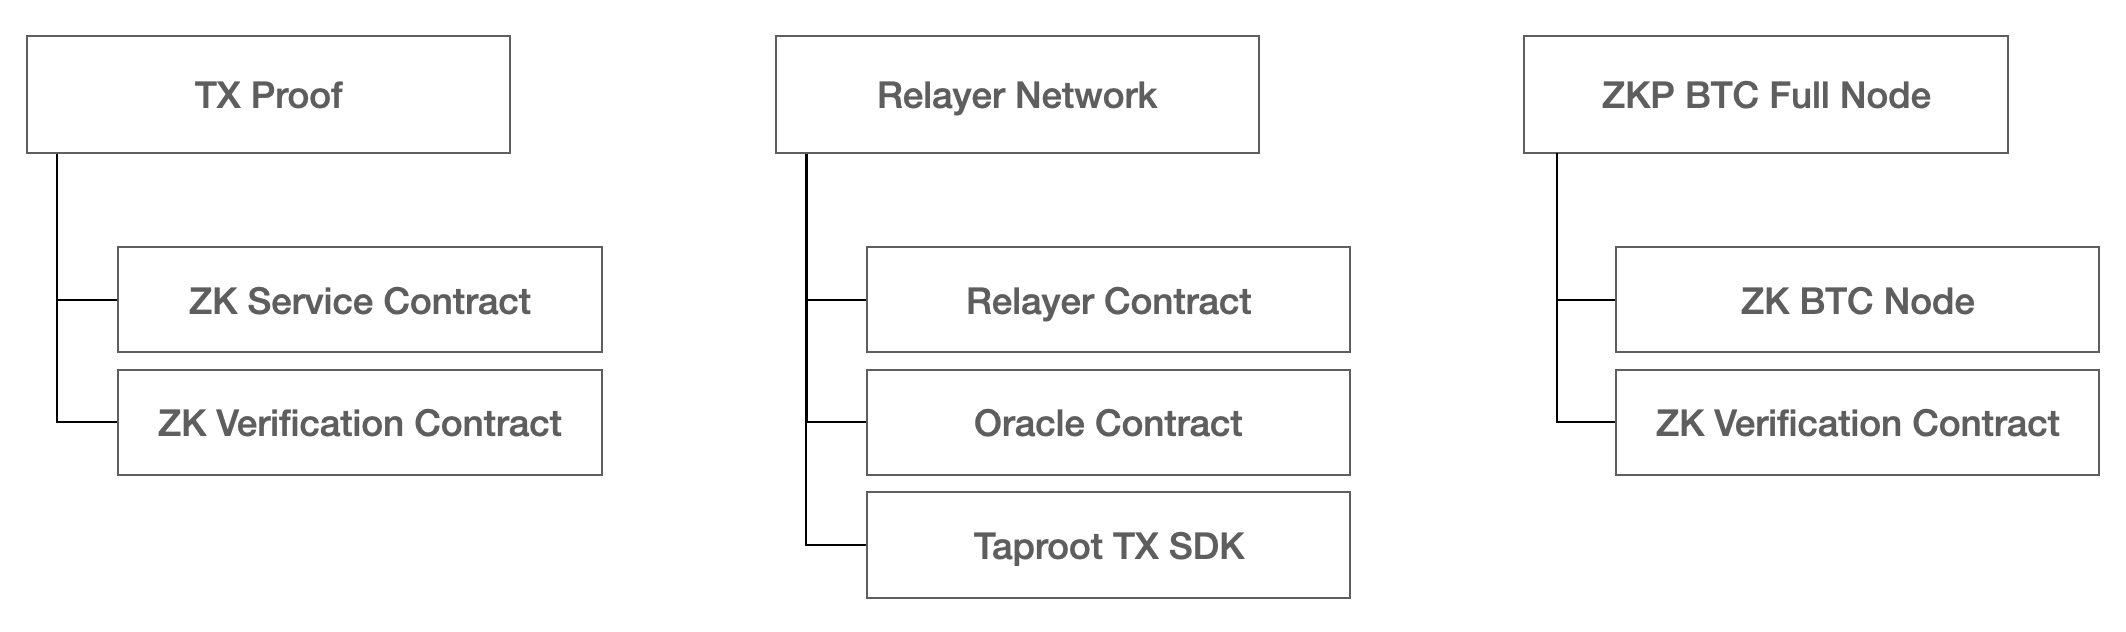 TX Proof
ZK Service Contract
ZK Verification Contract
Relayer Network
Relayer Contract
Oracle Contract
Taproot TX SDK
ZKP BTC Full Node
ZK BTC Node
ZK Verification Contract